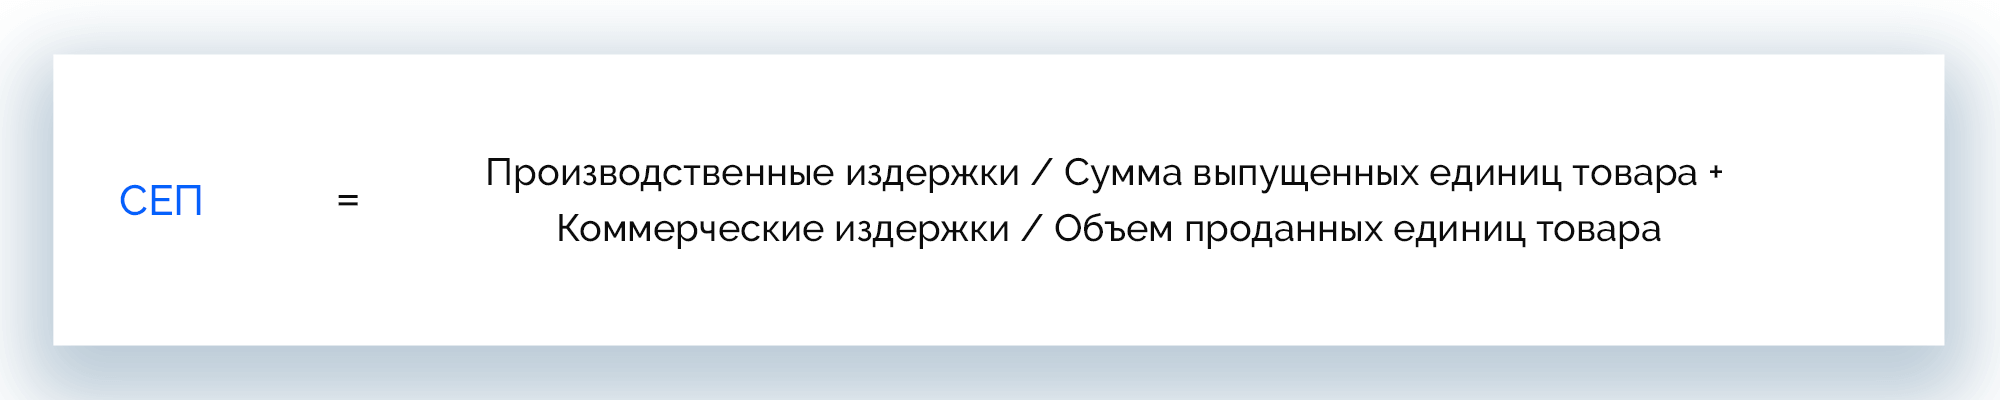 СЕП = Производственные издержки / Сумма выпущенных единиц товара +
Коммерческие издержки / Объем проданных единиц товара